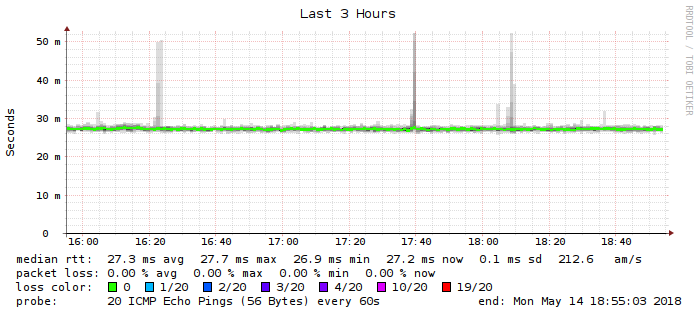 Last 3 Hours
RRDTOOL / TOBI OETIKER
Seconds
50 m
40 m
30 m
20 m
10 m
0
16:00 16:20 16:40 17:00 17:20 17:40 18:00 18:20 18:40
median rtt: 27.3 ms avg 27.7 ms max 26.9 ms min 27.2 ms now 0.1 ms sd 212.6 am/s
packet loss: 0.00 % avg 0.00 % max 0.00 % min 0.00 % now
loss color: 0 1/20 2/20 3/20 4/20 10/20 19/20
probe: 20 ICMP Echo Pings (56 Bytes) every 60s end: Mon May 14 18:55:03 2018